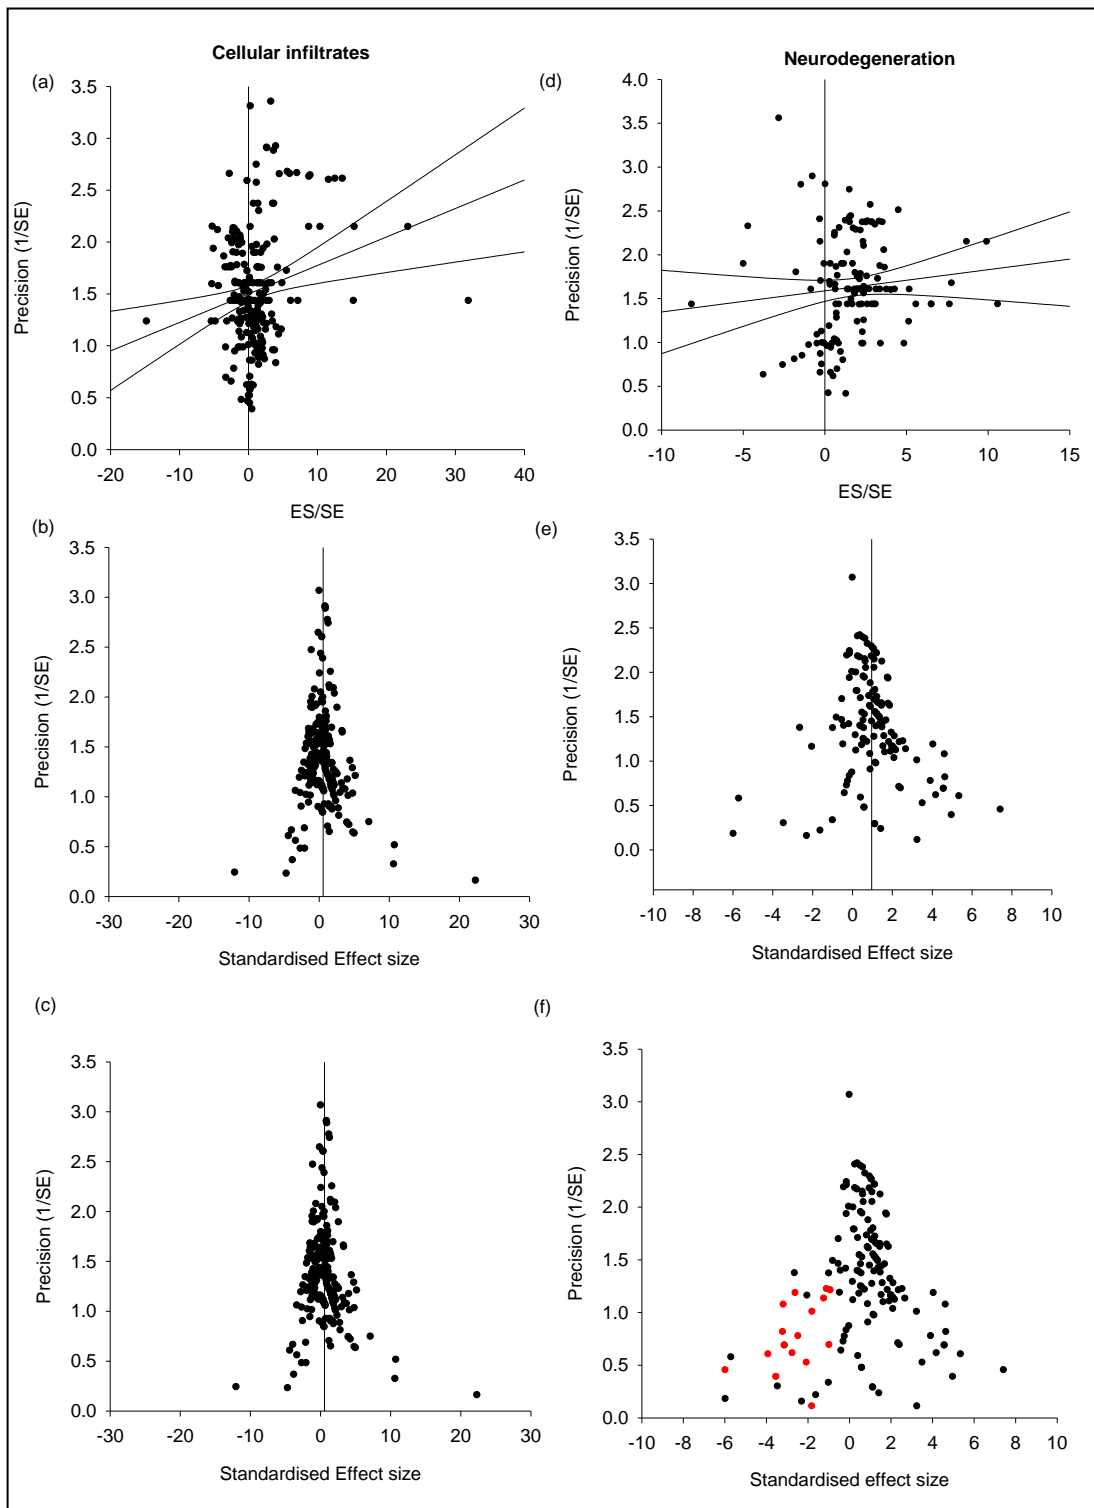 Cellular infiltrates
(a)
Precision (1/SE)
3.5
3.0
2.5
2.0
1.5
1.0
0.5
0.0
-20 -10 0 10 20 30 40
ES/SE
Neurodegeneration
(d)
Precision (1/SE)
4.0
3.5
3.0
2.5
2.0
1.5
1.0
0.5
0.0
-10 -5 0 5 10 15
ES/SE
(b)
Precision (1/SE)
3.5
3.0
2.5
2.0
1.5
1.0
0.5
0.0
-30 -20 -10 0 10 20 30
Standardised Effect size
(e)
Precision (1/SE)
3.5
3.0
2.5
2.0
1.5
1.0
0.5
0.0
-10 -8 -6 -4 -2 0 2 4 6 8 10
Standardised Effect size
(c)
Precision (1/SE)
3.5
3.0
2.5
2.0
1.5
1.0
0.5
0.0
-30 -20 -10 0 10 20 30
Standardised Effect size
(f)
Precision (1/SE)
3.5
3.0
2.5
2.0
1.5
1.0
0.5
0.0
-10 -8 -6 -4 -2 0 2 4 6 8 10
Standardised effect size